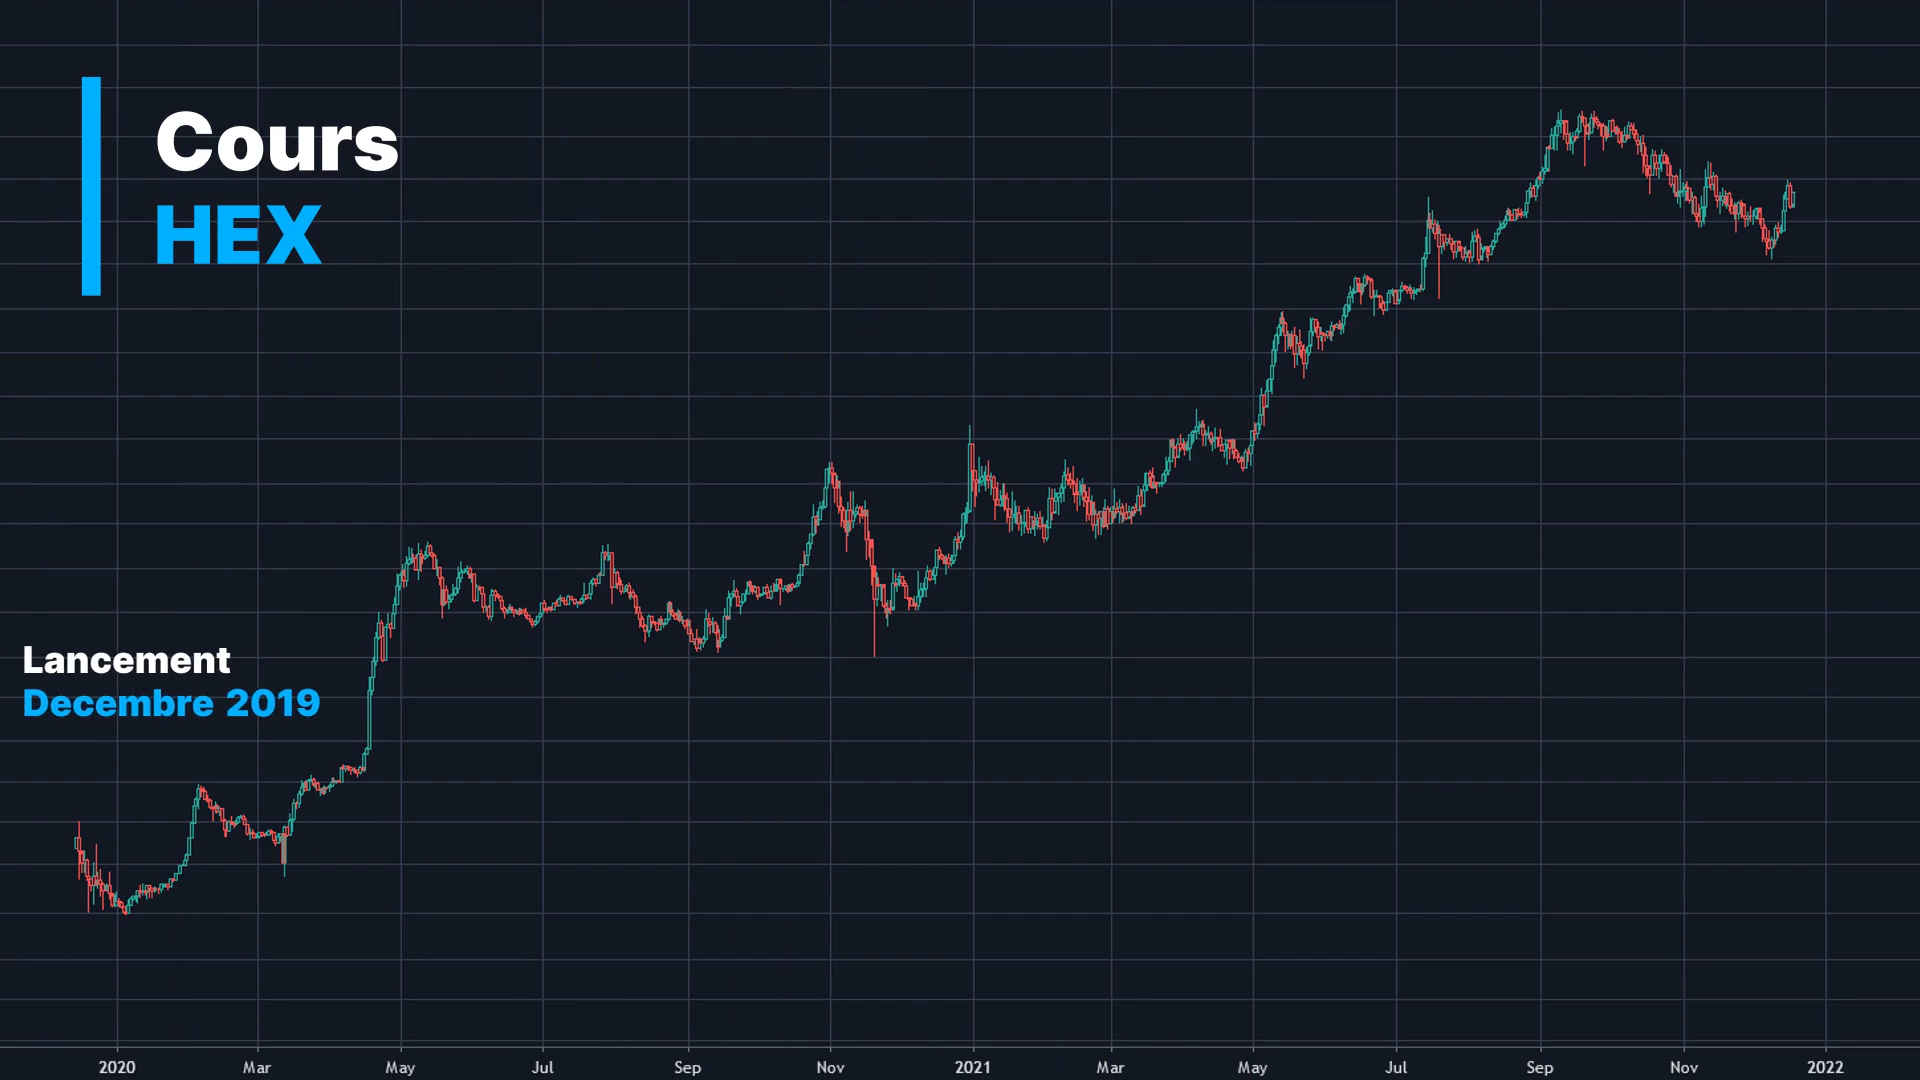 Cours
HEX
Lancement
Decembre 2019
2020 Mar May Jul Sep Nov 2021 Mar May Jul Sep Nov 2022